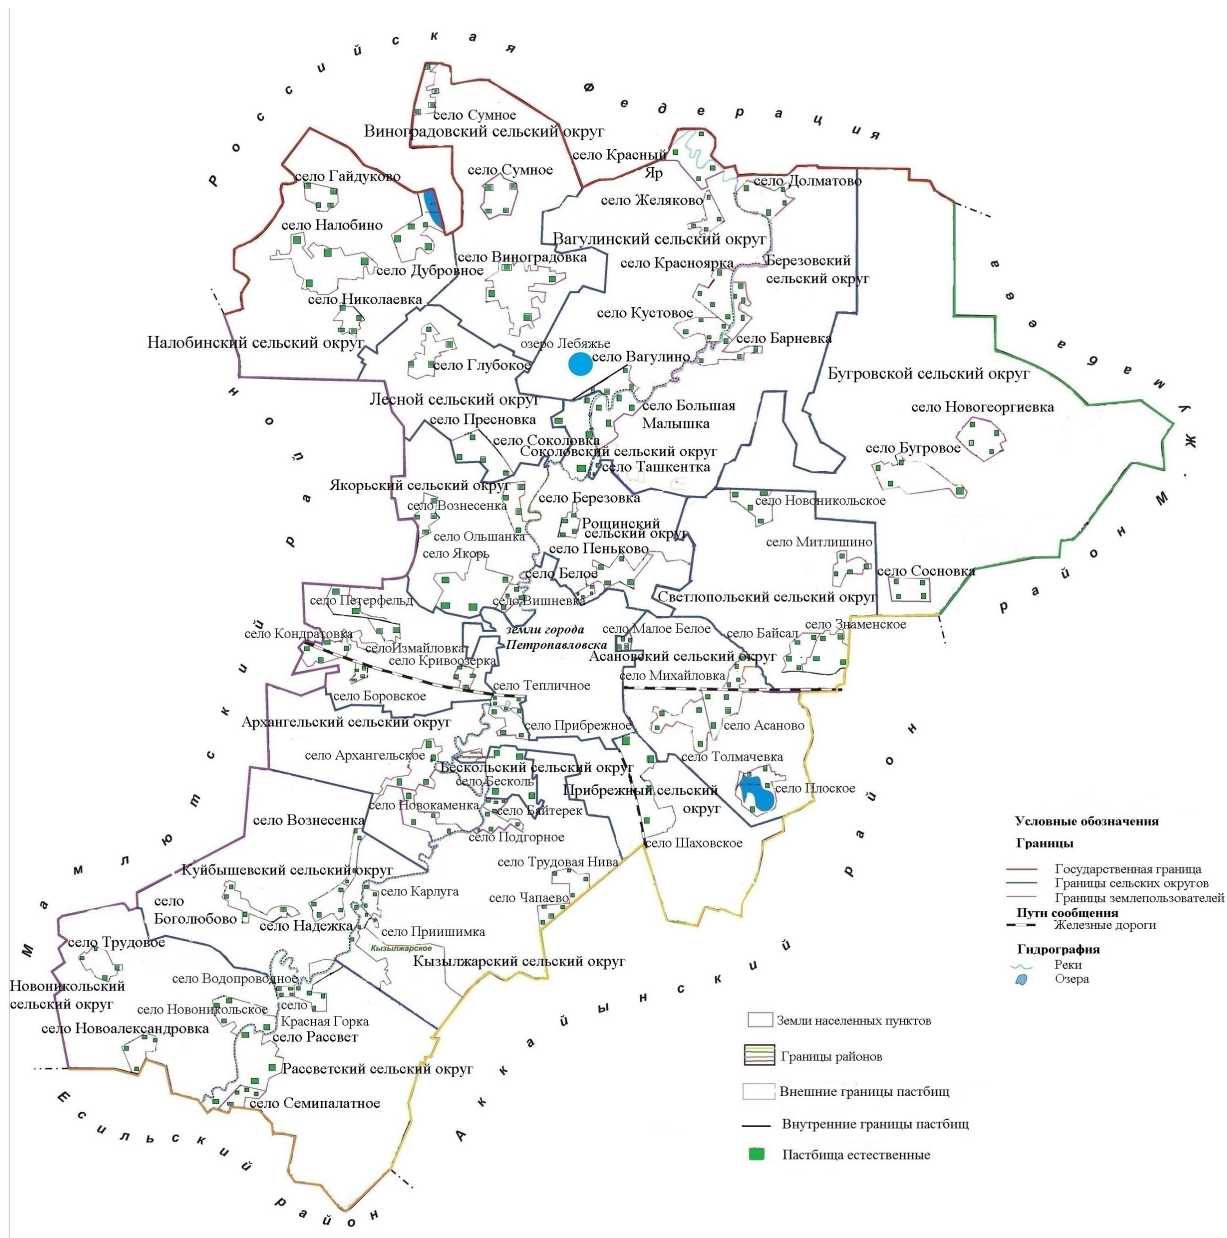 Российская Федерация
село Сумное
Виноградовский сельский округ
село Красный
Яр
село Сумное
село Гайдуково
село Долматово
село Желяково
село Налобино
Вагулинский сельский округ
село Виноградовка
село Красноярка
Березовский
сельский округ
село Дубровное
село Николаевка
село Кустовое
Налобинский сельский округ
озеро Лебяжье
село Барневка
село Вагулино
село Глубокое
Бугровской сельский округ
Лесной сельский округ
село Большая
Малышка
село Новогеоргиевка
село Пресновка
село Соколовка
Соколовский сельский округ
село Бугровое
село Ташкентка
Якорьский сельский округ
село Березовка
село Новоникольское
село Вознесенка
Рощинский
сельский округ
село Ольшанка
село Якорь
село Пеньково
село Митлишино
село Белое
село Сосновка
село Петерфельд
село Вишневка
Светлопольский сельский округ
земли города
Петропавловска
село Малое Белое
село Байсал
село Знаменское
село Кондратовка
село Измайловка
село Кривоозерка
Асановский сельский округ
село Михайловка
село Боровское
село Тепличное
Архангельский сельский округ
село Прибрежное
село Асаново
село Архангельское
Бескольский сельский округ
село Бесколь
село Толмачевка
Прибрежный сельский
округ
село Плоское
село Новокаменка
село Байтерек
село Вознесенка
село Подгорное
село Шаховское
Куйбышевский сельский округ
село Трудовая Нива
село
Боголюбово
село Карлуга
село Чапаево
село Надежка
село Приишимка
село Трудовое
Кызылжарское
Кызылжарский сельский округ
Новоникольский
сельский округ
село Водопроводное
село Новоникольское
село
Красная Горка
село Новоалександровка
село Рассвет
Рассветский сельский округ
село Семипалатное
район М. Жумабаева
Мамлютский район
Аккайынский район
Есильский район
Условные обозначения
Границы
Государственная граница
Границы сельских округов
Границы землепользователей
Пути сообщения
Железные дороги
Гидрография
Реки
Озера
Земли населенных пунктов
Границы районов
Внешние границы пастбищ
Внутренние границы пастбищ
Пастбища естественные